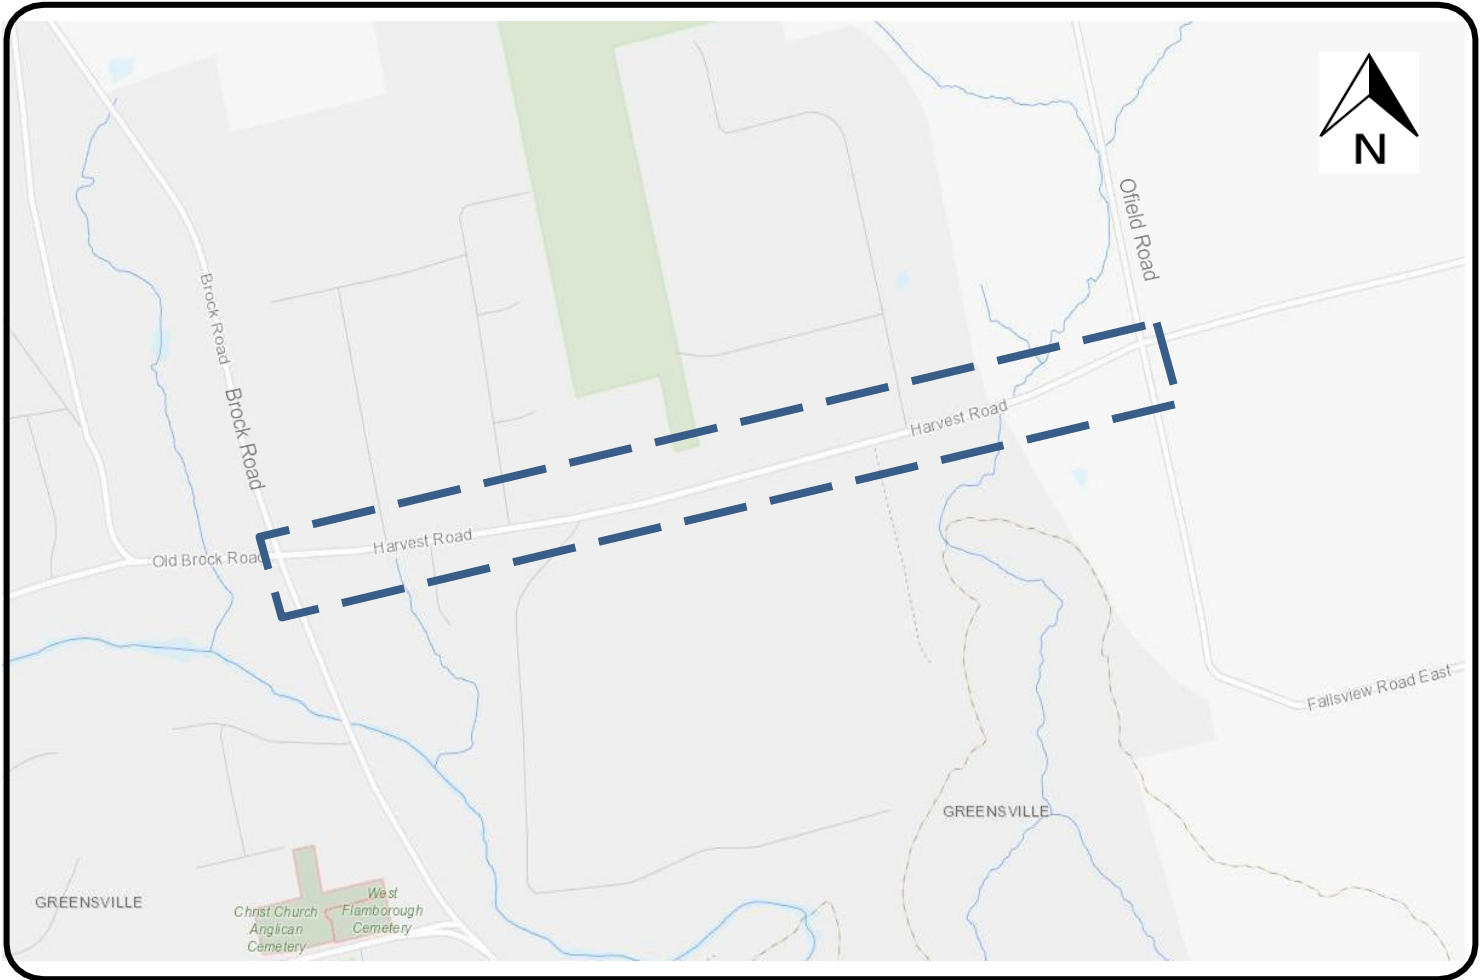 N
Ofield Road
Brock Road
Brock Road
Harvest Road
Harvest Road
Old Brock Road
Fallsview Road East
GREENSVILLE
GREENSVILLE
Christ Church
Anglican
Cemetery
West
Flamborough
Cemetery